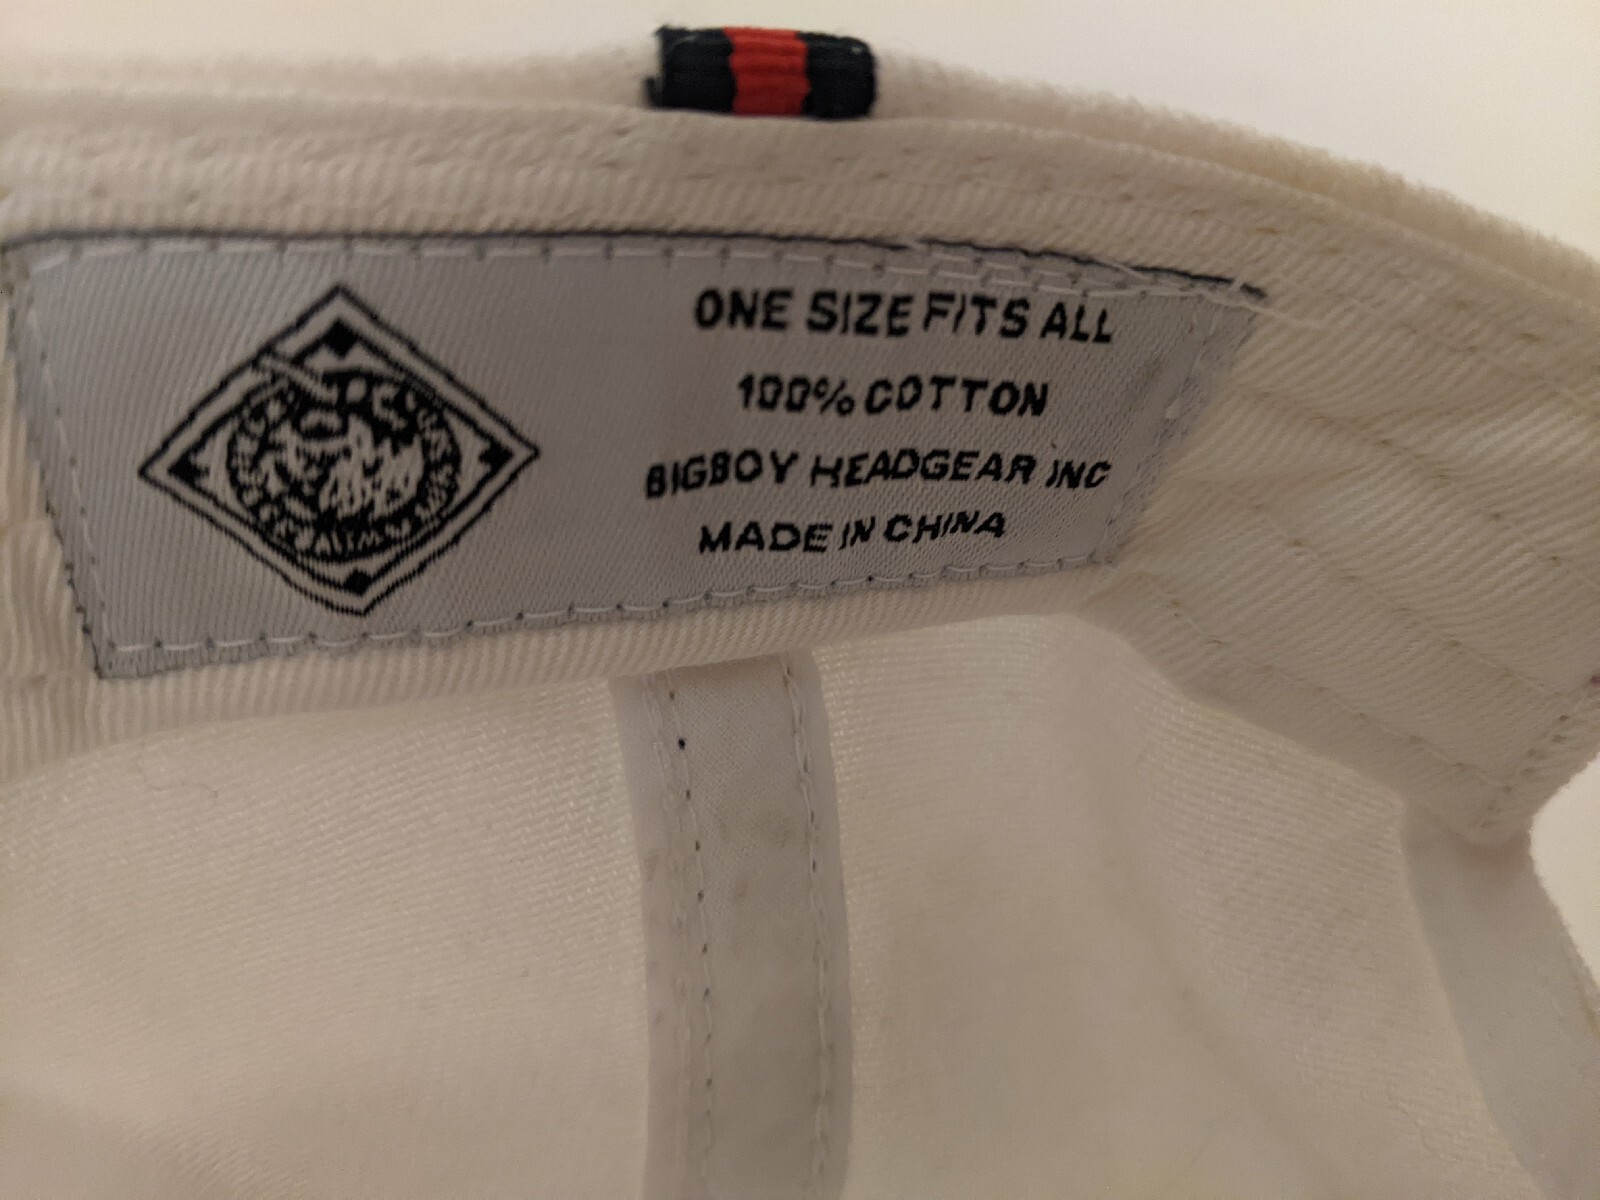 ONE SIZE FITS ALL
100% COTTON
BIGBOY HEADGEAR INC
MADE IN CHINA